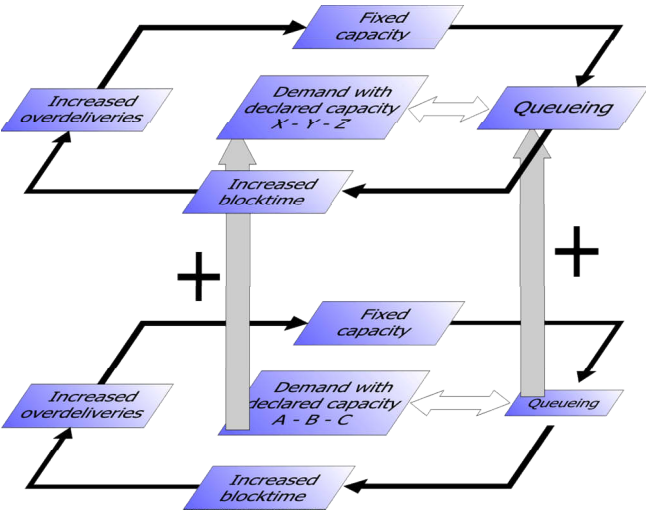 Fixed
capacity
Increased
overdeliveries
Demand with
declared capacity
X - Y - Z
Queueing
Increased
blocktime
+
+
Fixed
capacity
Increased
overdeliveries
Demand with
declared capacity
A - B - C
Queueing
Increased
blocktime